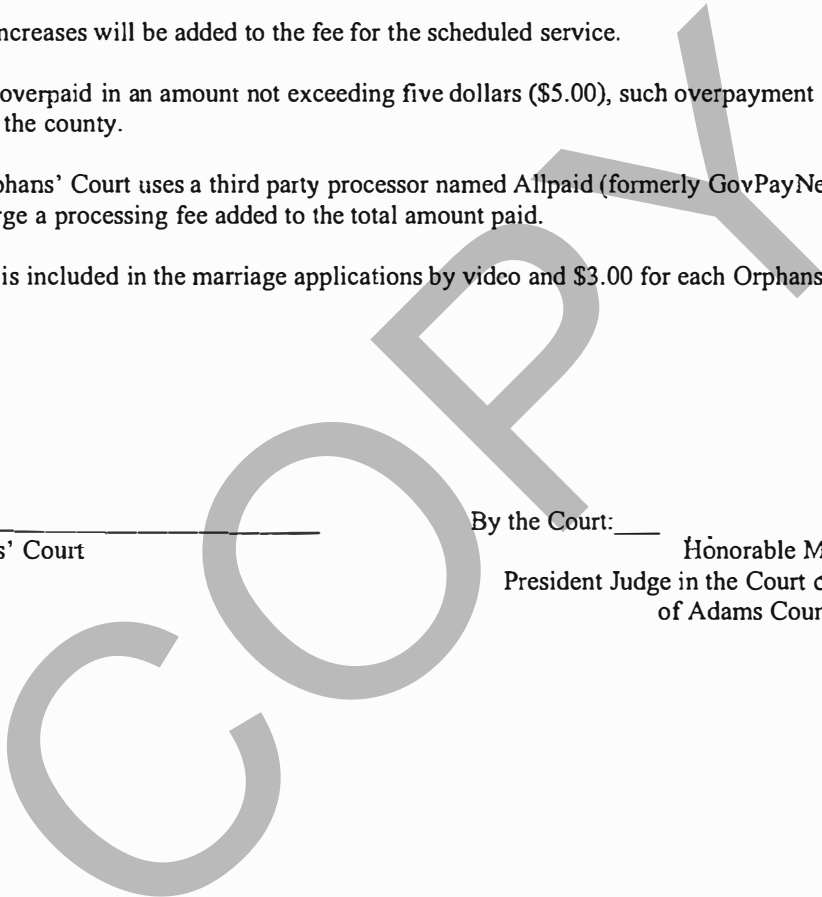 ncreases will be added to the fee for the scheduled service.
overpaid in an amount not exceeding five dollars ($5.00), such overpayment
the county.
phans' Court uses a third party processor named Allpaid (formerly GovPayNe
rge a processing fee added to the total amount paid.
is included in the marriage applications by video and $3.00 for each Orphans
By the Court:___
s' Court
Honorable M
President Judge in the Court
of Adams Coun
COPY